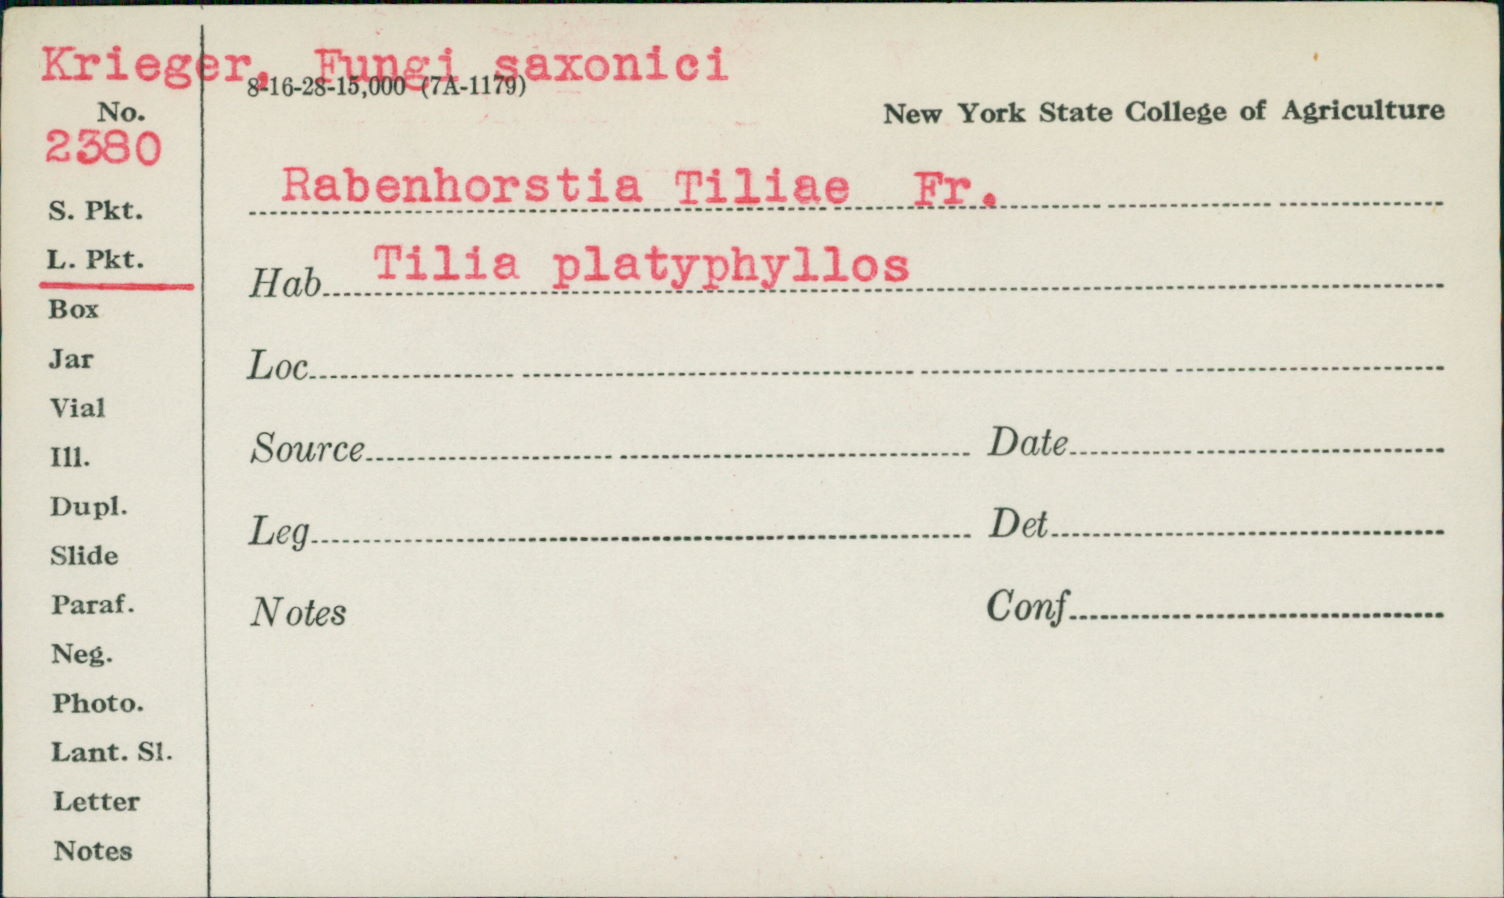 Krieger, Fungi saxonici
8-16-28-15,000 (7A-1179)
No.
New York State College of Agriculture
2380
Rabenhorstia Tiliae Fr.
S. Pkt.
L. Pkt.
Hab. Tilia platyphyllos
Box
Jar
Loc.
Vial
Ill.
Source
Date
Dupl.
Leg.
Det.
Slide
Paraf.
Notes
Conf.
Neg.
Photo.
Lant. Sl.
Letter
Notes